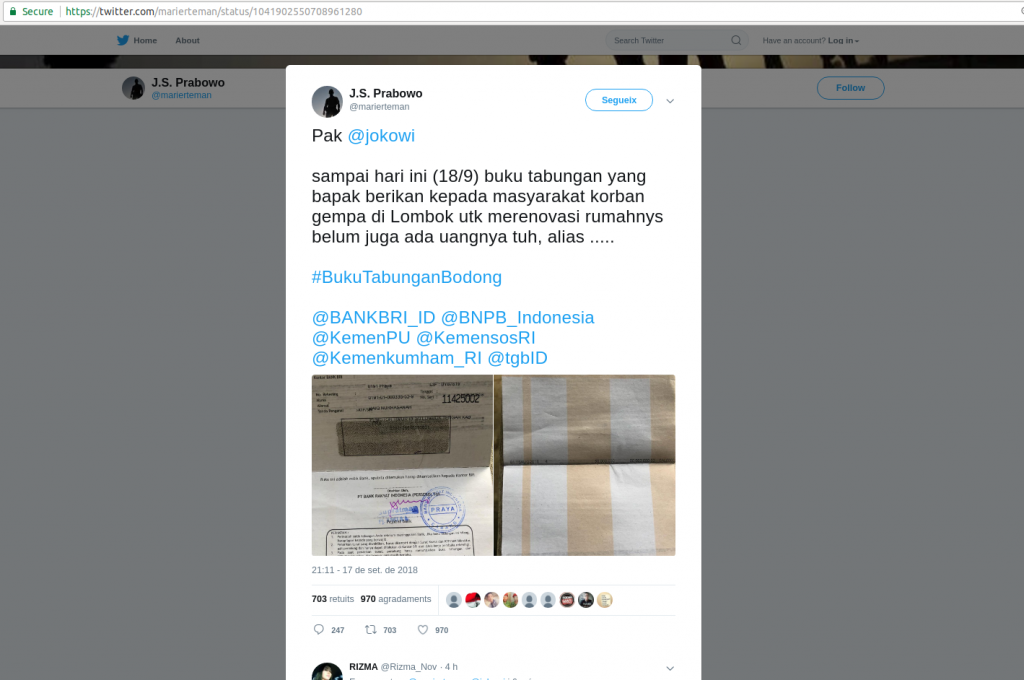 Secure https://twitter.com/marierteman/status/1041902550708961280
Home About Search Twitter Have an account? Log in
J.S. Prabowo
@marierteman
Follow
J.S. Prabowo
@marierteman
Segueix
Pak @jokowi
sampai hari ini (18/9) buku tabungan yang
bapak berikan kepada masyarakat korban
gempa di Lombok utk merenovasi rumahnys
belum juga ada uangnya tuh, alias .....
#BukuTabunganBodong
@BANKBRI_ID @BNPB_Indonesia
@KemenPU @KemensosRI
@Kemenkumham_RI @tgbID
11425002
PT BANK RAKYAT INDONESIA (PERSERO)
PRAYA
21:11 - 17 de set. de 2018
703 retuits 970 agradaments
247 703 970
RIZMA @Rizma_Nov · 4 h